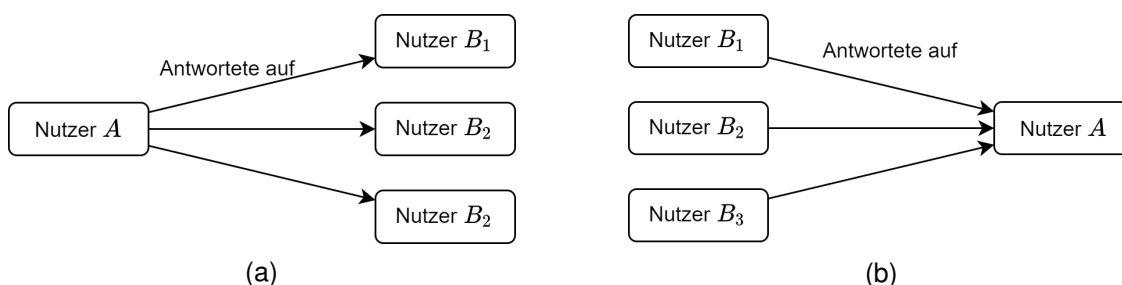 Nutzer B₁
Antwortete auf
Nutzer A
Nutzer B₂
Nutzer B₂
(a)
Nutzer B₁
Antwortete auf
Nutzer B₂
Nutzer A
Nutzer B₃
(b)